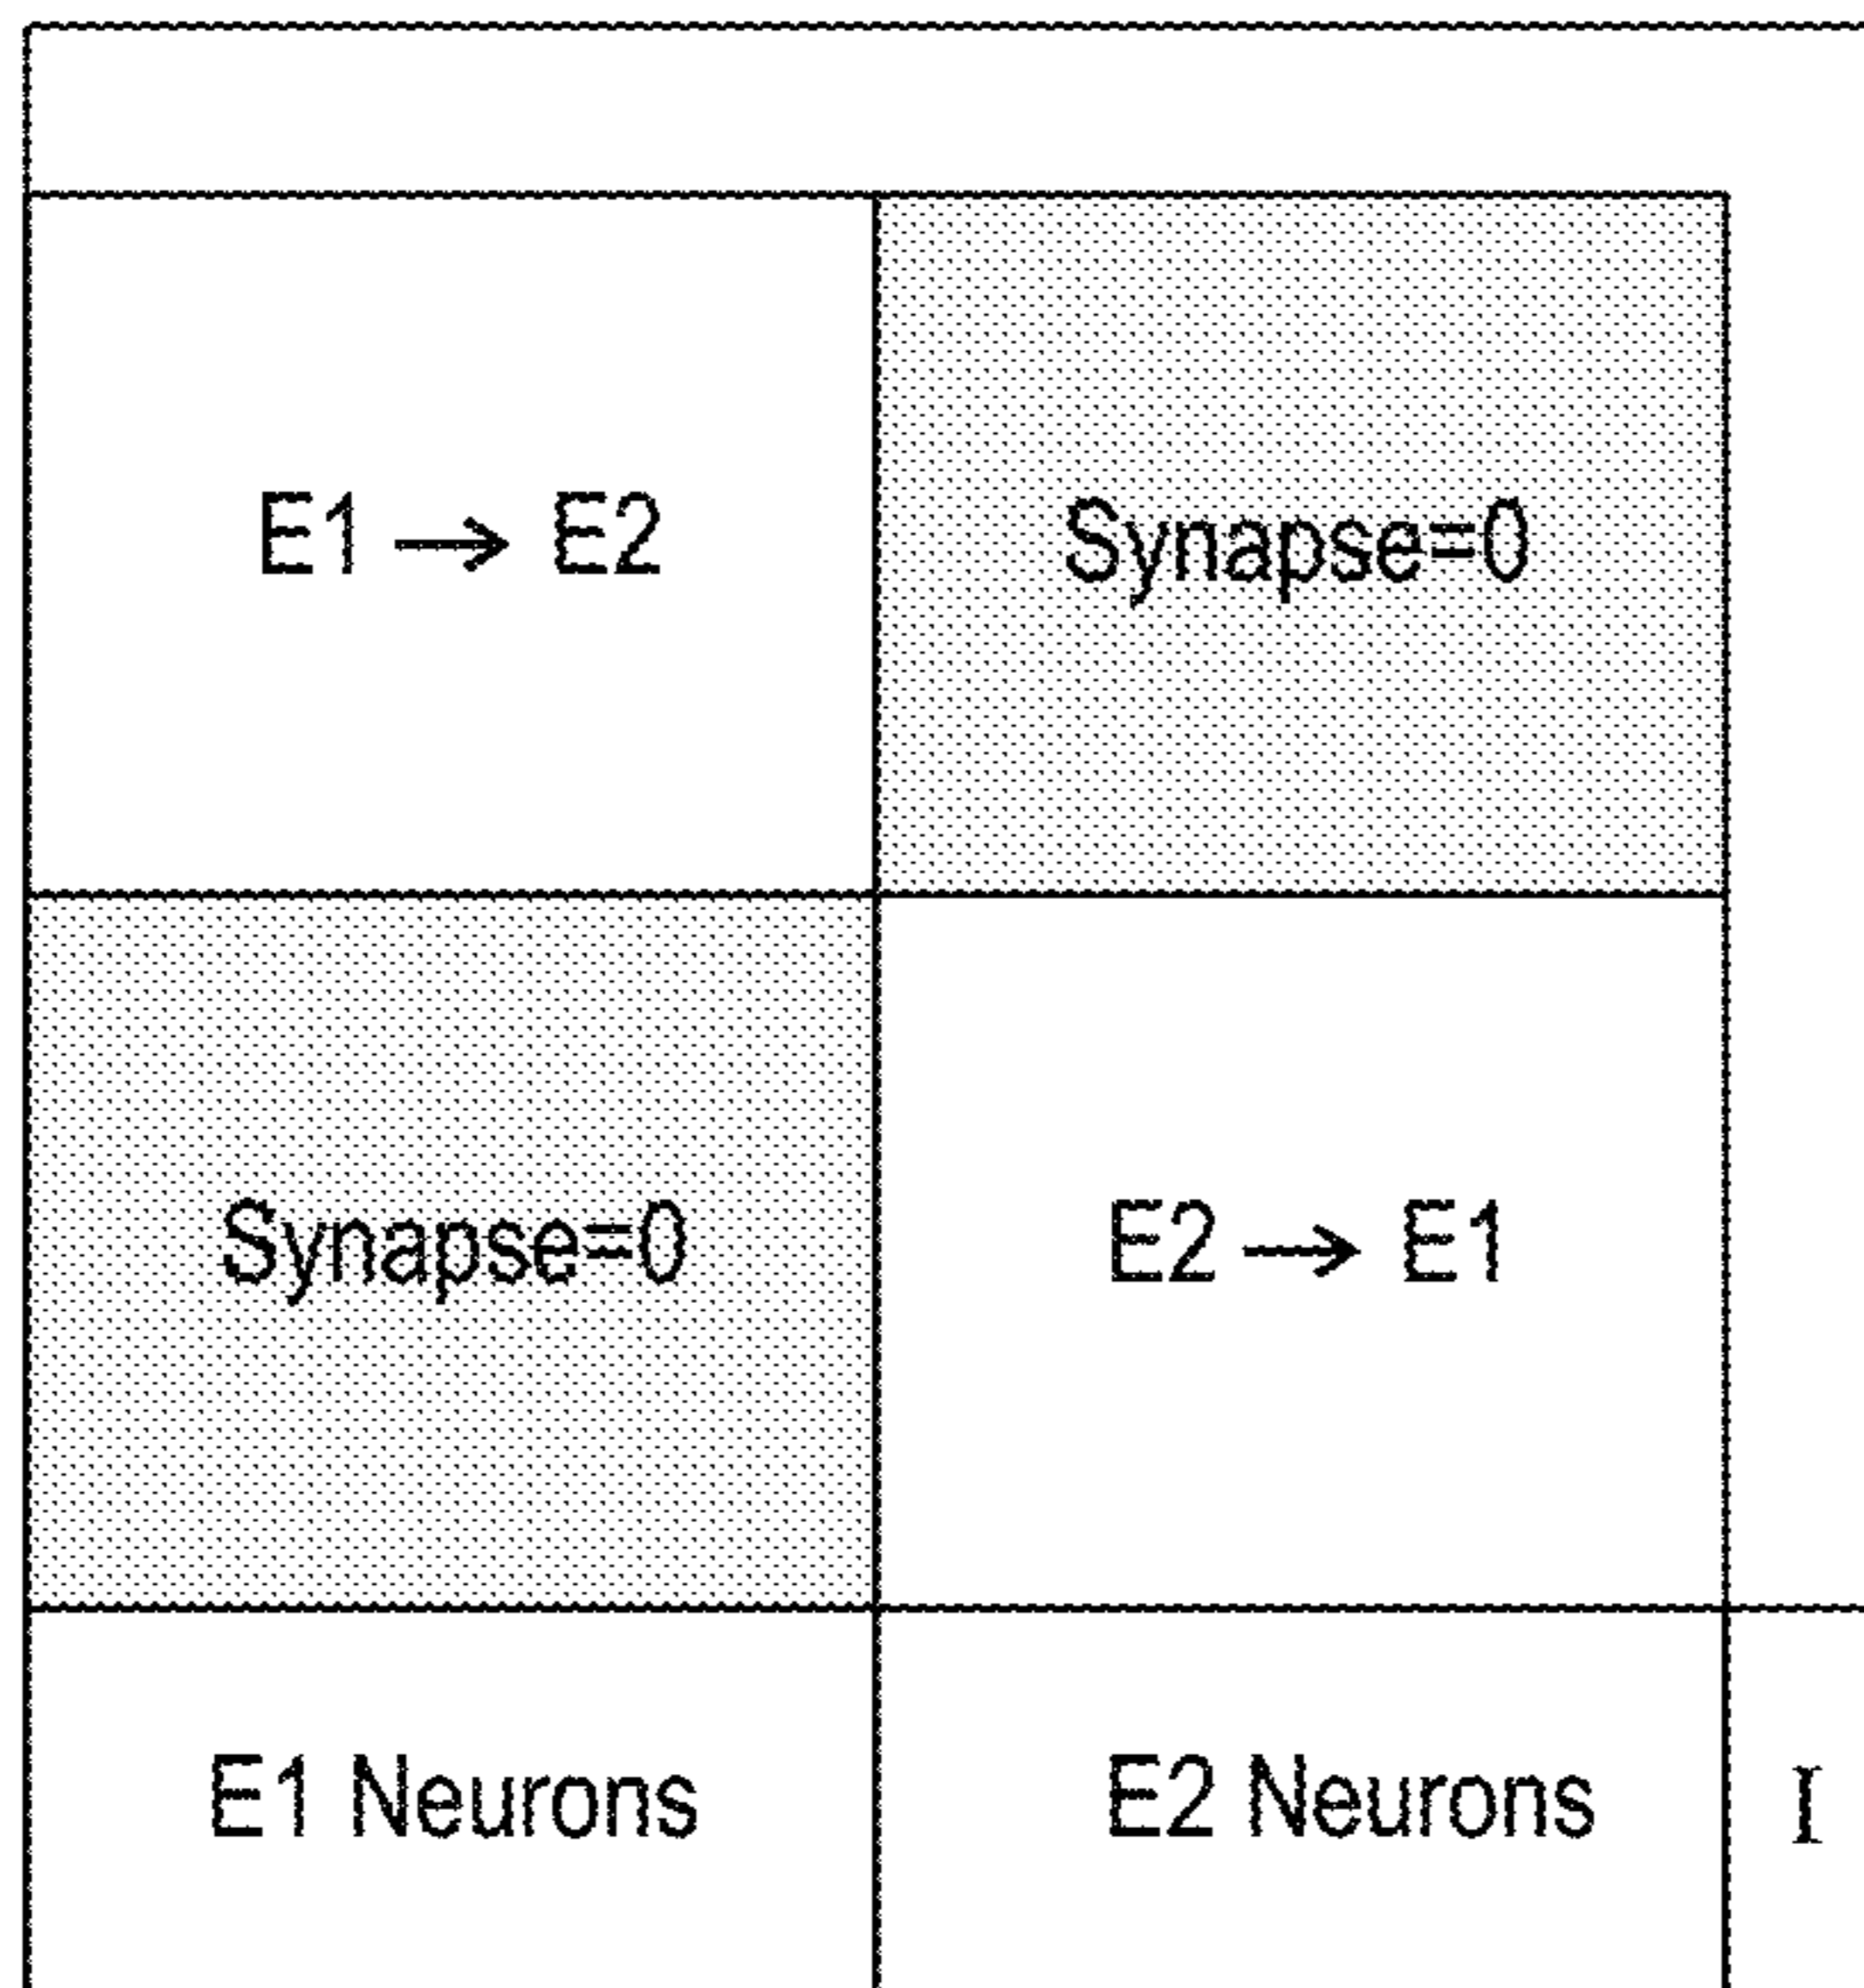 E1 → E2
Synapse=0
Synapse=0
E2 → E1
E1 Neurons
E2 Neurons
I